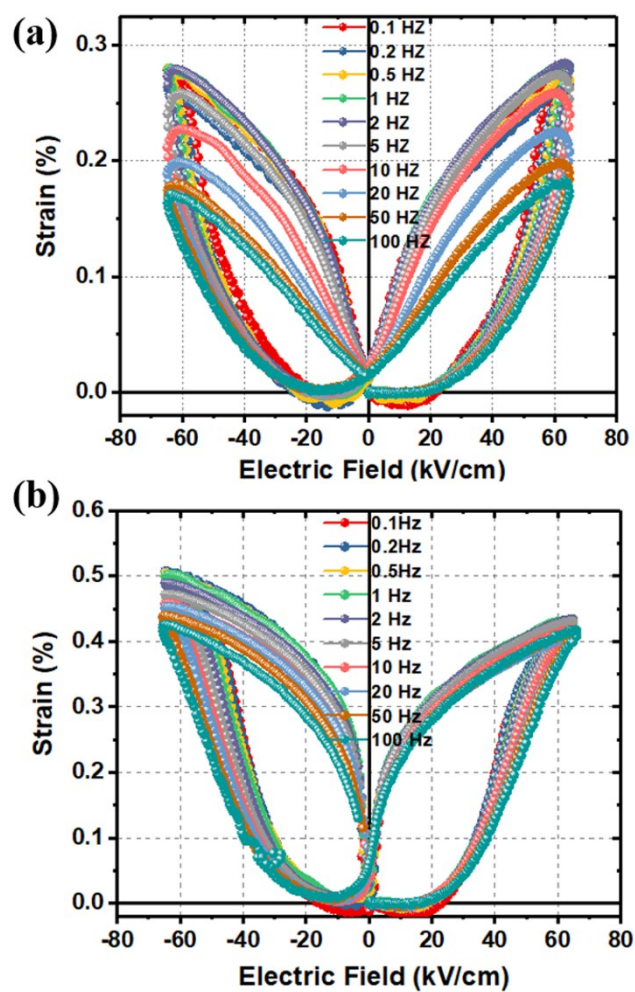 (a)
0.1 HZ
0.2 HZ
0.5 HZ
1 HZ
2 HZ
5 HZ
10 HZ
20 HZ
50 HZ
100 HZ
0.3
0.2
0.1
0.0
Strain (%)
-80 -60 -40 -20 0 20 40 60 80
Electric Field (kV/cm)
(b)
0.1Hz
0.2Hz
0.5Hz
1 Hz
2 Hz
5 Hz
10 Hz
20 Hz
50 Hz
100 Hz
0.6
0.5
0.4
0.3
0.2
0.1
0.0
Strain (%)
-80 -60 -40 -20 0 20 40 60 80
Electric Field (kV/cm)